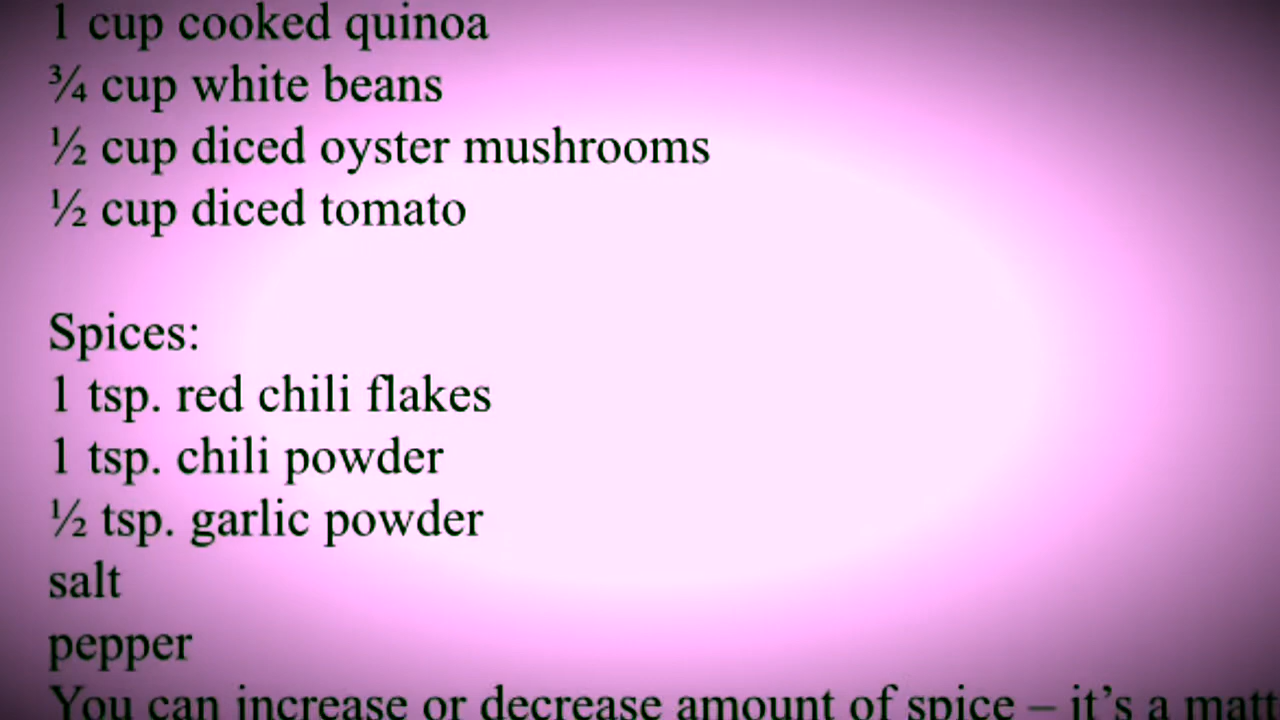 1 cup cooked quinoa
¾ cup white beans
½ cup diced oyster mushrooms
½ cup diced tomato
Spices:
1 tsp. red chili flakes
1 tsp. chili powder
½ tsp. garlic powder
salt
pepper
You can increase or decrease amount of spice – it’s a